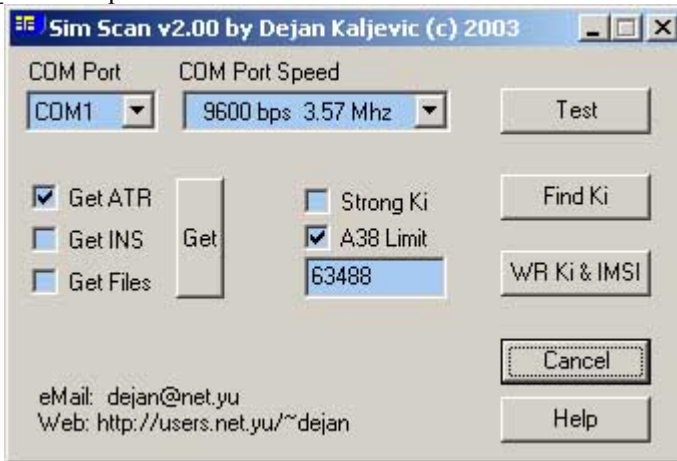 Sim Scan v2.00 by Dejan Kaljevic (c) 2003
COM Port
COM Port Speed
COM1
9600 bps 3.57 Mhz
Test
Get ATR
Get INS
Get Files
Get
Strong Ki
A38 Limit
63488
Find Ki
WR Ki & IMSI
Cancel
Help
eMail: dejan@net.yu
Web: http://users.net.yu/~dejan